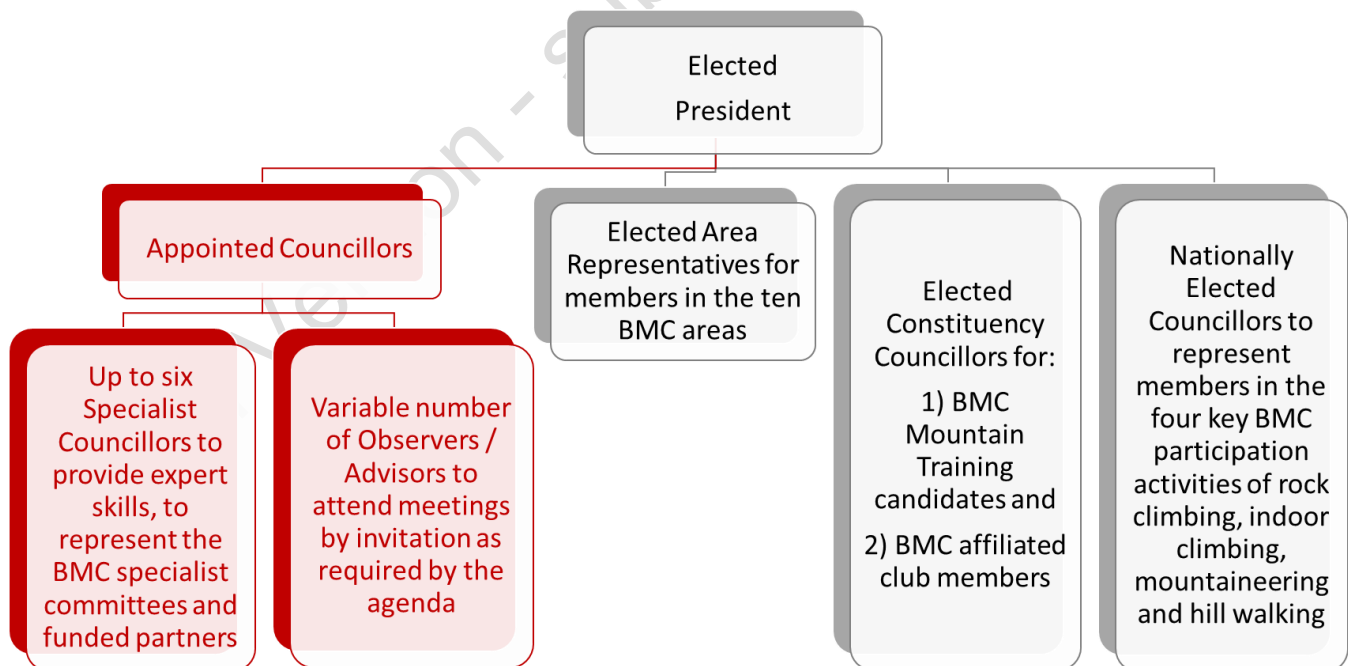 Elected
President
Appointed Councillors
Up to six
Specialist
Councillors to
provide expert
skills, to
represent the
BMC specialist
committees and
funded partners
Variable number
of Observers /
Advisors to
attend meetings
by invitation as
required by the
agenda
Elected Area
Representatives for
members in the ten
BMC areas
Elected
Constituency
Councillors for:
1) BMC
Mountain
Training
candidates and
2) BMC affiliated
club members
Nationally
Elected
Councillors to
represent
members in the
four key BMC
participation
activities of rock
climbing, indoor
climbing,
mountaineering
and hill walking